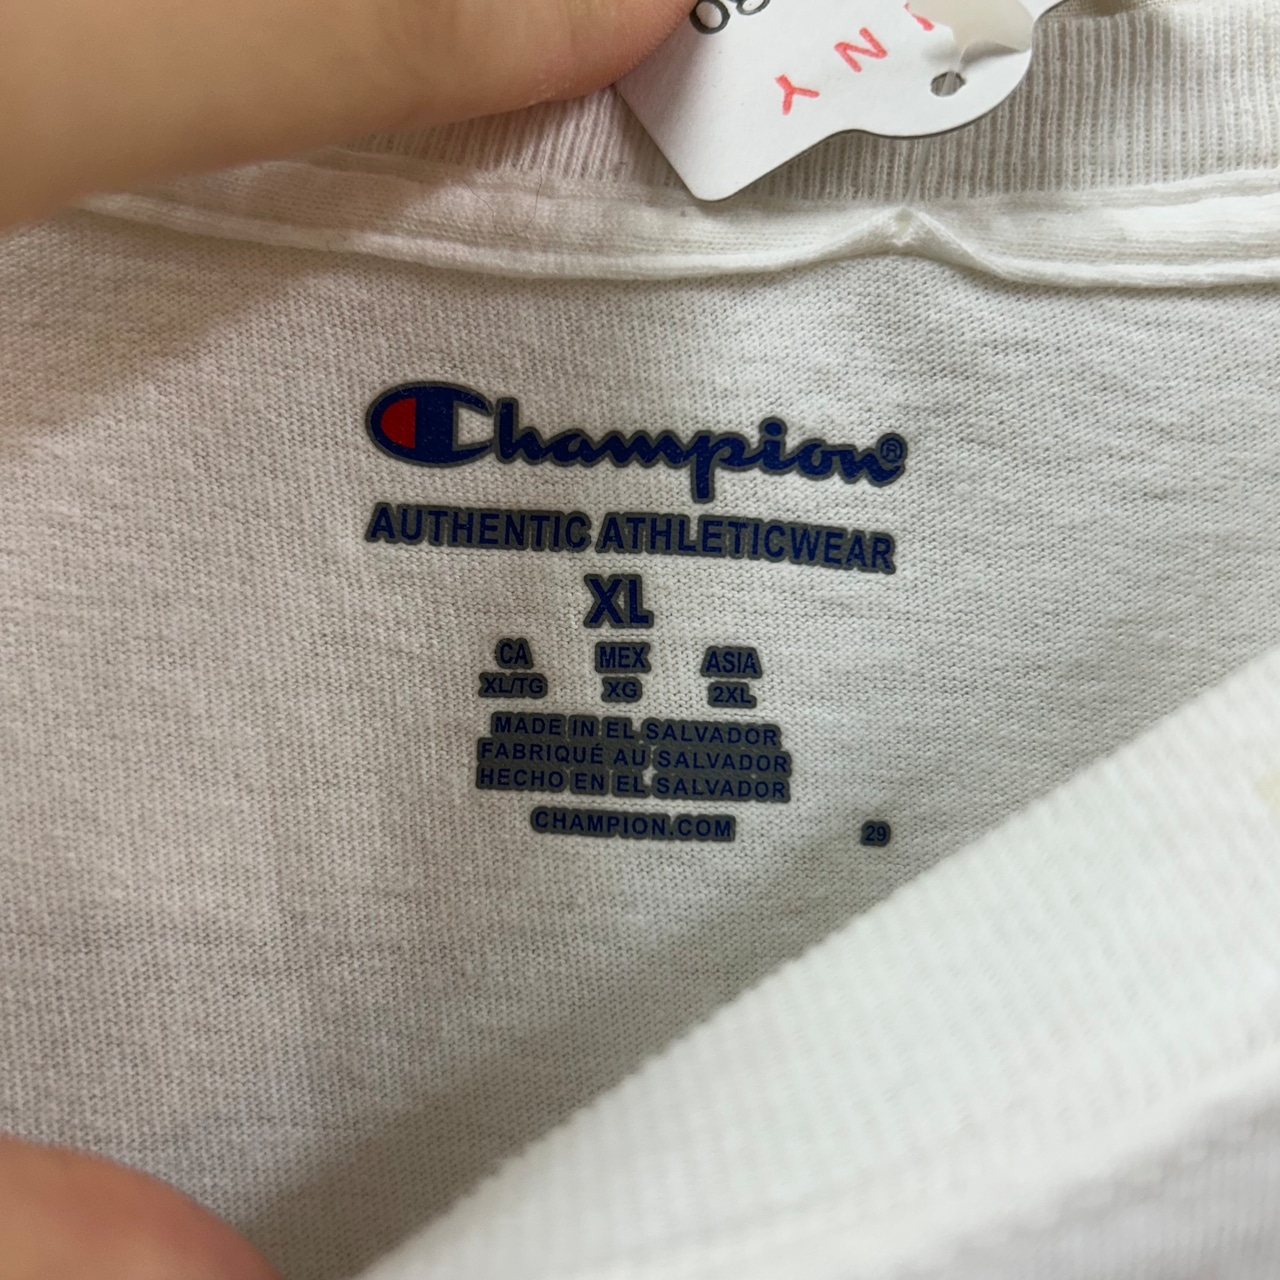 Y N
Champion®
AUTHENTIC ATHLETICWEAR
XL
CA MEX ASIA
XL/TG XG 2XL
MADE IN EL SALVADOR
FABRIQUÉ AU SALVADOR
HECHO EN EL SALVADOR
CHAMPION.COM 29